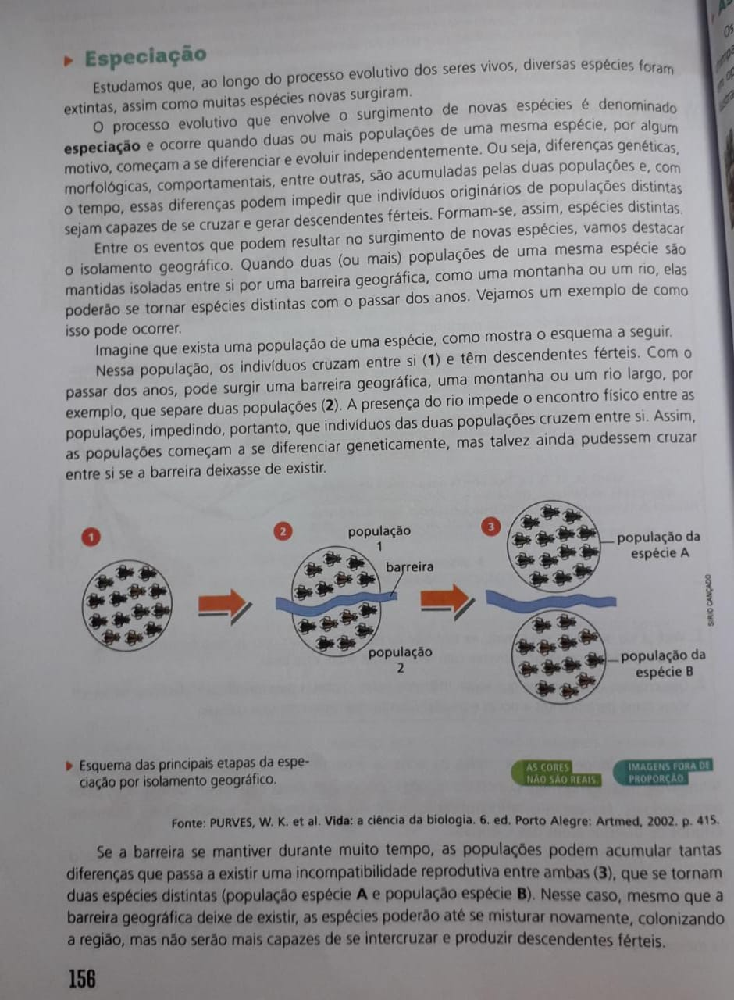 Especiação
Estudamos que, ao longo do processo evolutivo dos seres vivos, diversas espécies foram
extintas, assim como muitas espécies novas surgiram.
O processo evolutivo que envolve o surgimento de novas espécies é denominado
especiação e ocorre quando duas ou mais populações de uma mesma espécie, por algum
motivo, começam a se diferenciar e evoluir independentemente. Ou seja, diferenças genéticas,
morfológicas, comportamentais, entre outras, são acumuladas pelas duas populações e, com
o tempo, essas diferenças podem impedir que indivíduos originários de populações distintas
sejam capazes de se cruzar e gerar descendentes férteis. Formam-se, assim, espécies distintas.
Entre os eventos que podem resultar no surgimento de novas espécies, vamos destacar
o isolamento geográfico. Quando duas (ou mais) populações de uma mesma espécie são
mantidas isoladas entre si por uma barreira geográfica, como uma montanha ou um rio, elas
poderão se tornar espécies distintas com o passar dos anos. Vejamos um exemplo de como
isso pode ocorrer.
Imagine que exista uma população de uma espécie, como mostra o esquema a seguir.
Nessa população, os indivíduos cruzam entre si (1) e têm descendentes férteis. Com o
passar dos anos, pode surgir uma barreira geográfica, uma montanha ou um rio largo, por
exemplo, que separe duas populações (2). A presença do rio impede o encontro físico entre as
populações, impedindo, portanto, que indivíduos das duas populações cruzem entre si. Assim,
as populações começam a se diferenciar geneticamente, mas talvez ainda pudessem cruzar
entre si se a barreira deixasse de existir.
1
2
população
1
barreira
população
2
3
população da
espécie A
população da
espécie B
SIRIO CANÇADO
Esquema das principais etapas da espe-
ciação por isolamento geográfico.
AS CORES
NÃO SÃO REAIS.
IMAGENS FORA DE
PROPORÇÃO
Fonte: PURVES, W. K. et al. Vida: a ciência da biologia. 6. ed. Porto Alegre: Artmed, 2002. p. 415.
Se a barreira se mantiver durante muito tempo, as populações podem acumular tantas
diferenças que passa a existir uma incompatibilidade reprodutiva entre ambas (3), que se tornam
duas espécies distintas (população espécie A e população espécie B). Nesse caso, mesmo que a
barreira geográfica deixe de existir, as espécies poderão até se misturar novamente, colonizando
a região, mas não serão mais capazes de se intercruzar e produzir descendentes férteis.
156